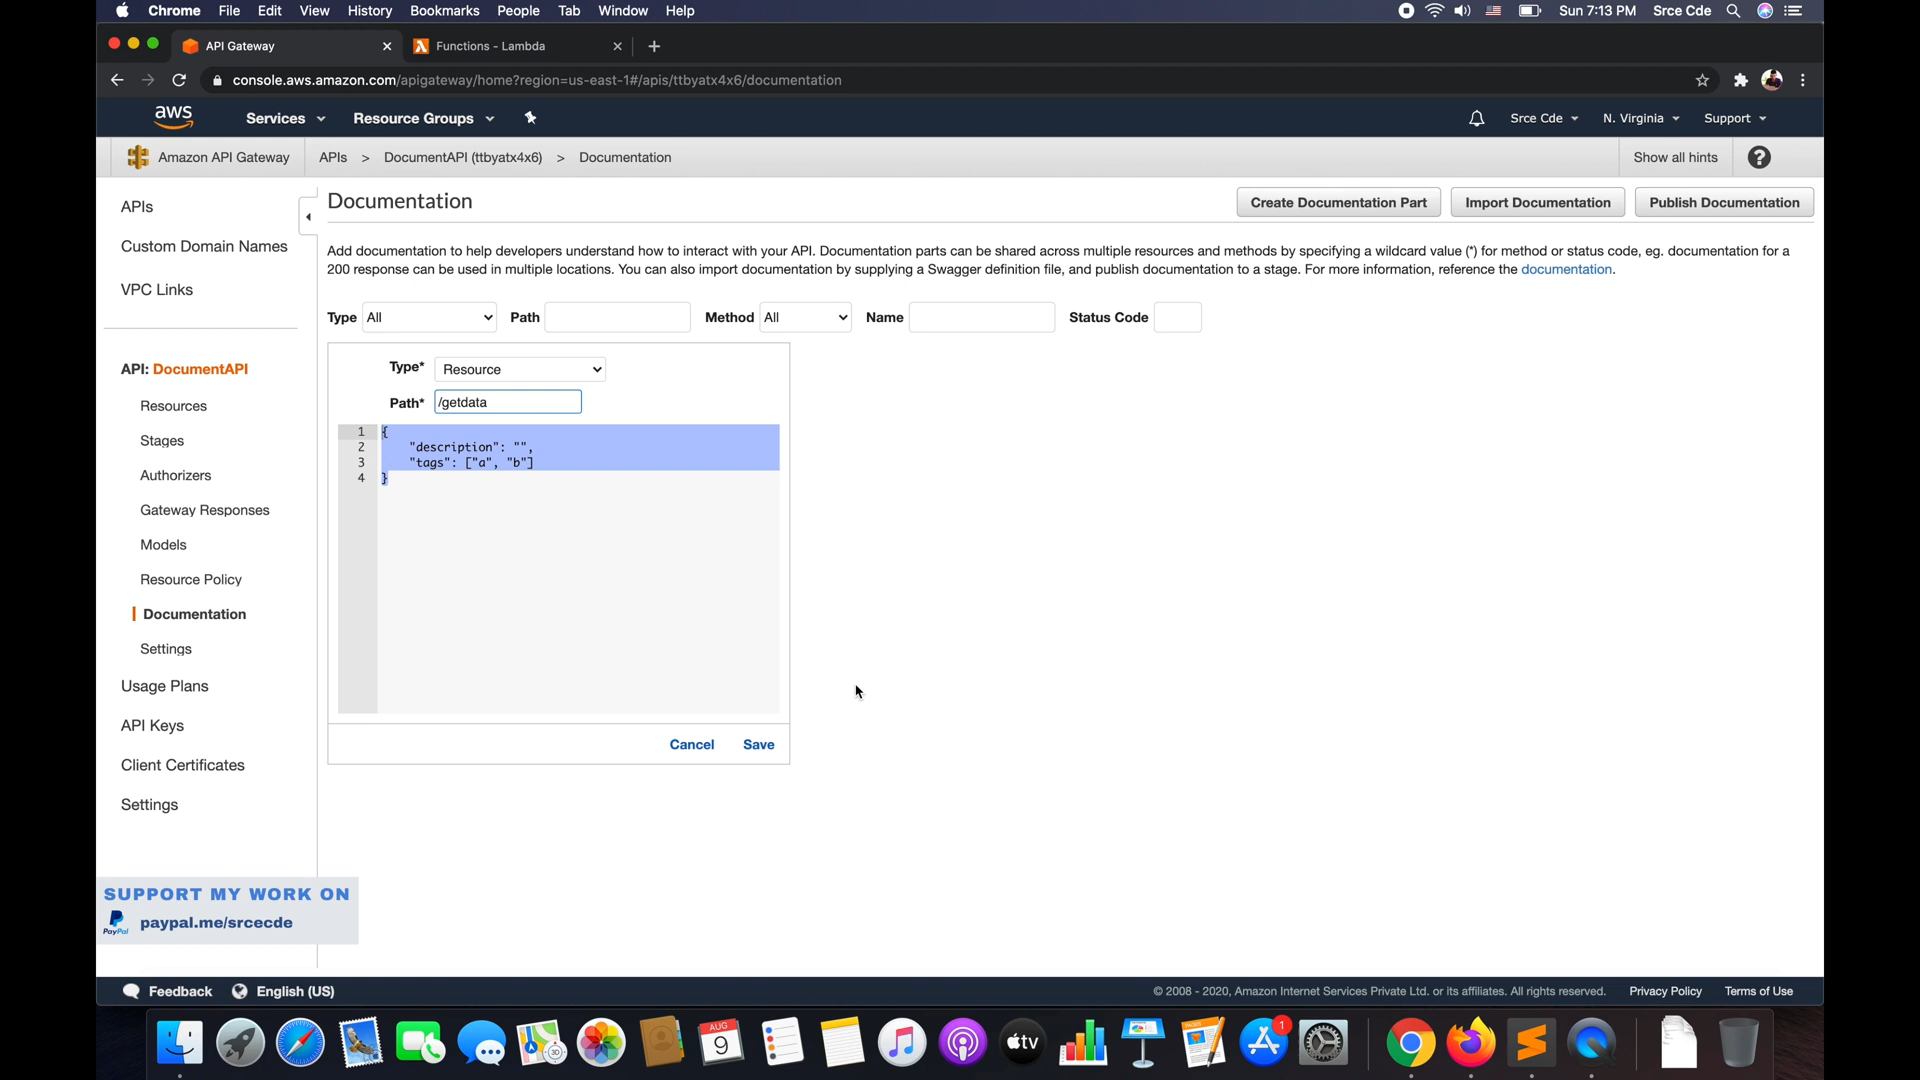 Chrome File Edit View History Bookmarks People Tab Window Help Sun 7:13 PM Srce Cde
API Gateway Functions - Lambda
console.aws.amazon.com/apigateway/home?region=us-east-1#/apis/ttbyatx4x6/documentation
aws Services Resource Groups Srce Cde N. Virginia Support
Amazon API Gateway APIs > DocumentAPI (ttbyatx4x6) > Documentation Show all hints ?
APIs
Custom Domain Names
VPC Links
API: DocumentAPI
Resources
Stages
Authorizers
Gateway Responses
Models
Resource Policy
Documentation
Settings
Usage Plans
API Keys
Client Certificates
Settings
Documentation Create Documentation Part Import Documentation Publish Documentation
Add documentation to help developers understand how to interact with your API. Documentation parts can be shared across multiple resources and methods by specifying a wildcard value (*) for method or status code, eg. documentation for a
200 response can be used in multiple locations. You can also import documentation by supplying a Swagger definition file, and publish documentation to a stage. For more information, reference the documentation.
Type All Path Method All Name Status Code
Type* Resource
Path* /getdata
1 {
2 "description": "",
3 "tags": ["a", "b"]
4 }
Cancel Save
SUPPORT MY WORK ON
PayPal paypal.me/srcecde
Feedback English (US) © 2008 - 2020, Amazon Internet Services Private Ltd. or its affiliates. All rights reserved. Privacy Policy Terms of Use
AUG
9
3D
tv
PAGES
1